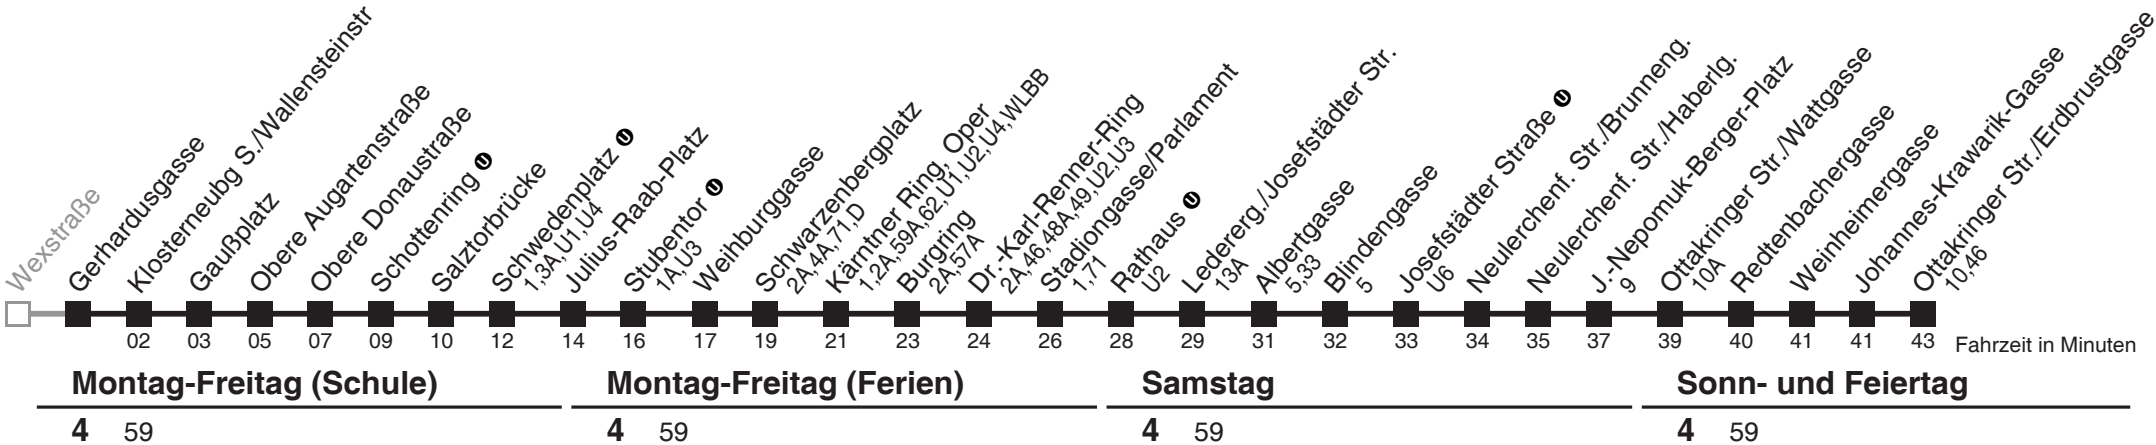 Wexstraße
Gerhardusgasse
Klosterneubg S./Wallensteinstr
Gaußplatz
Obere Augartenstraße
Obere Donaustraße
Schottenring U
Salztorbrücke
Schwedenplatz U
1,3A,U1,U4
Julius-Raab-Platz
Stubentor U
1A,U3
Weihburggasse
Schwarzenbergplatz
2A,4A,71,D
Kärntner Ring, Oper
1,2A,59A,62,U1,U2,U4,WLBB
Burgring
2A,57A
Dr.-Karl-Renner-Ring
2A,46,48A,49,U2,U3
Stadiongasse/Parlament
1,71
Rathaus U
U2
Ledererg./Josefstädter Str.
13A
Albertgasse
5,33
Blindengasse
5
Josefstädter Straße U
U6
Neulerchenf. Str./Brunneng.
Neulerchenf. Str./Haberlg.
J.-Nepomuk-Berger-Platz
9
Ottakringer Str./Wattgasse
10A
Redtenbachergasse
Weinheimergasse
Johannes-Krawarik-Gasse
Ottakringer Str./Erdbrustgasse
10,46
02 03 05 07 09 10 12 14 16 17 19 21 23 24 26 28 29 31 32 33 34 35 37 39 40 41 41 43 Fahrzeit in Minuten
Montag-Freitag (Schule) Montag-Freitag (Ferien) Samstag Sonn- und Feiertag
4 59 4 59 4 59 4 59